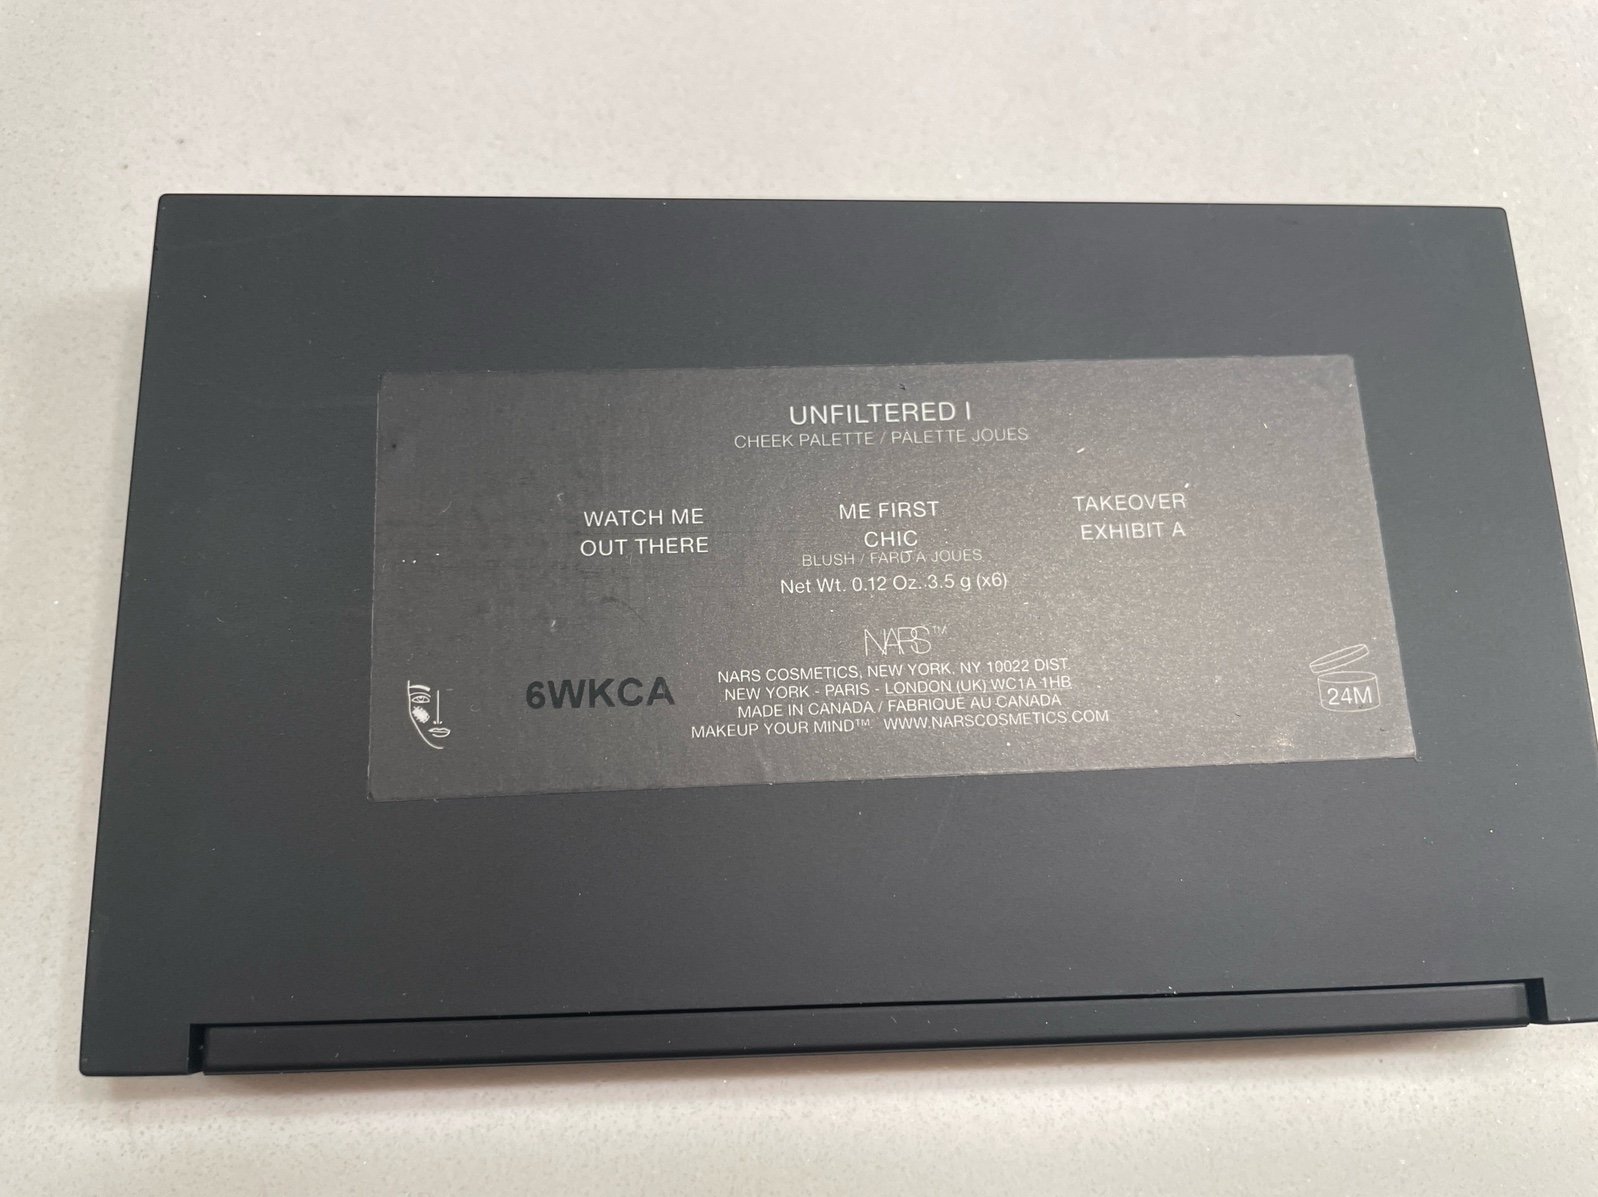 UNFILTERED I
CHEEK PALETTE / PALETTE JOUES
WATCH ME
OUT THERE
ME FIRST
CHIC
TAKEOVER
EXHIBIT A
BLUSH / FARD À JOUES
Net Wt. 0.12 Oz. 3.5 g (x6)
NARS™
6WKCA
NARS COSMETICS, NEW YORK, NY 10022 DIST.
NEW YORK - PARIS - LONDON (UK) WC1A 1HB
MADE IN CANADA / FABRIQUÉ AU CANADA
MAKEUP YOUR MIND™ WWW.NARSCOSMETICS.COM
24M